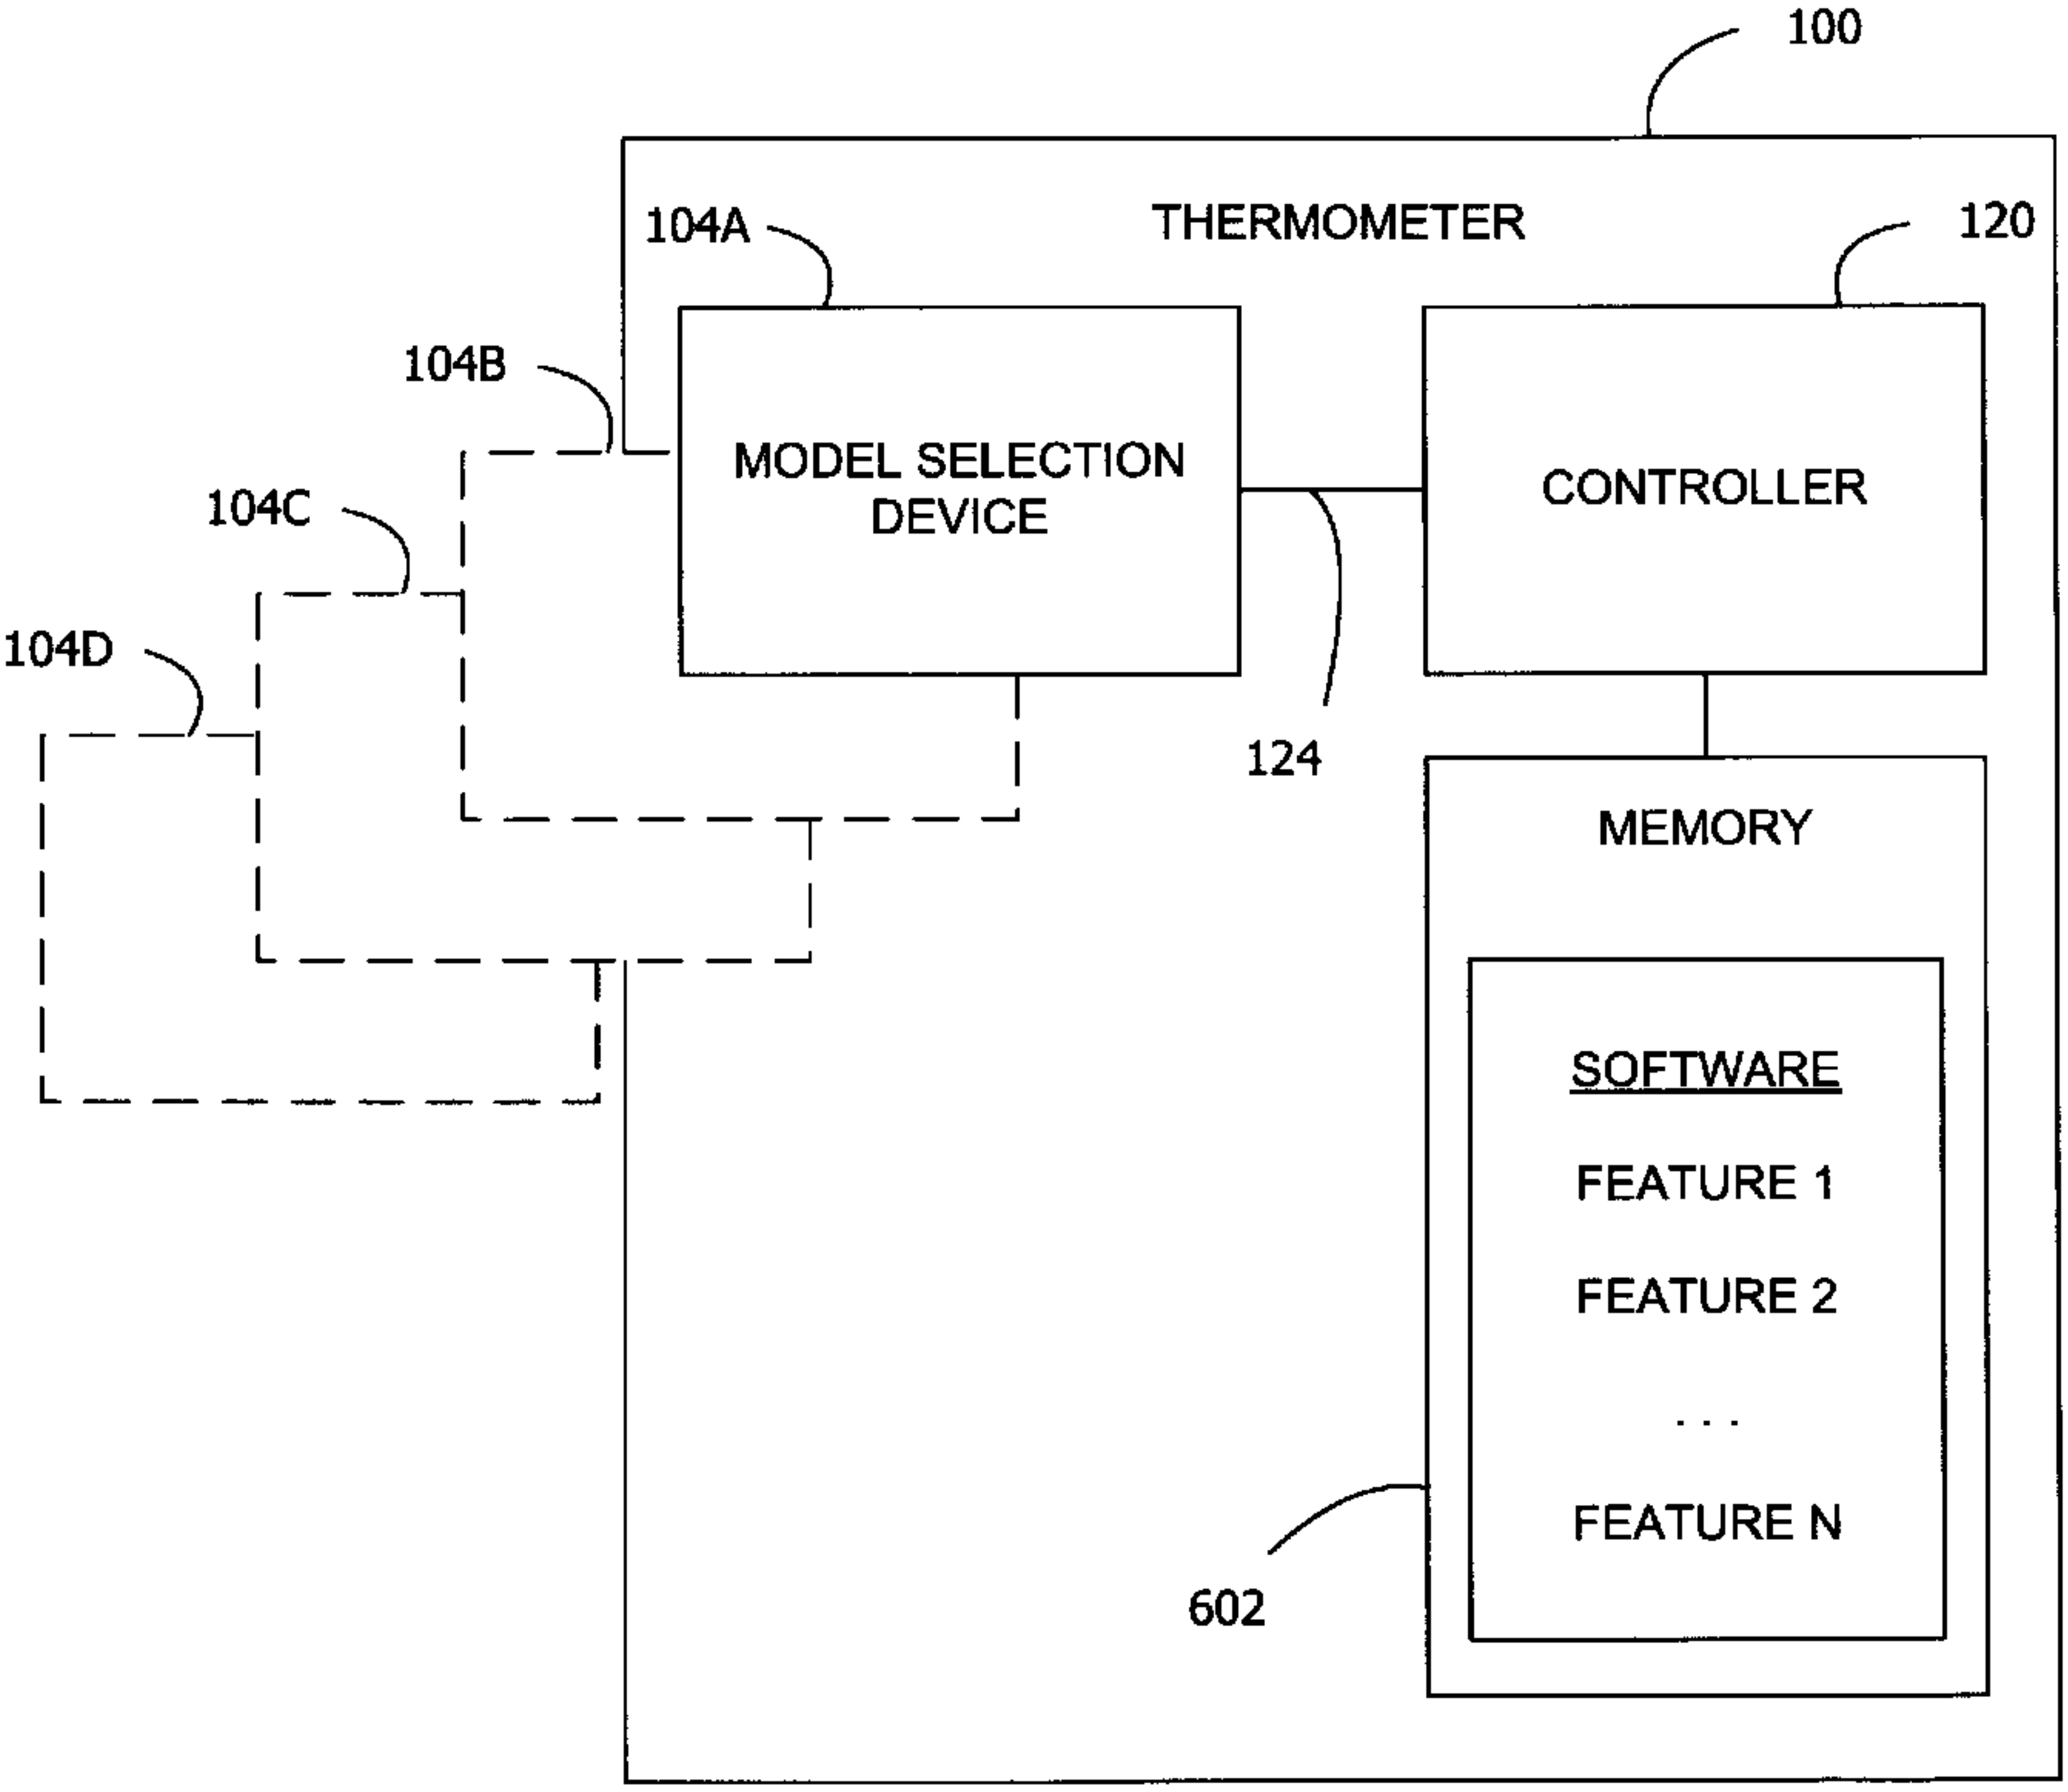 100
THERMOMETER
104A
120
104B
MODEL SELECTION
DEVICE
CONTROLLER
104C
104D
124
MEMORY
SOFTWARE
FEATURE 1
FEATURE 2
. . .
FEATURE N
602